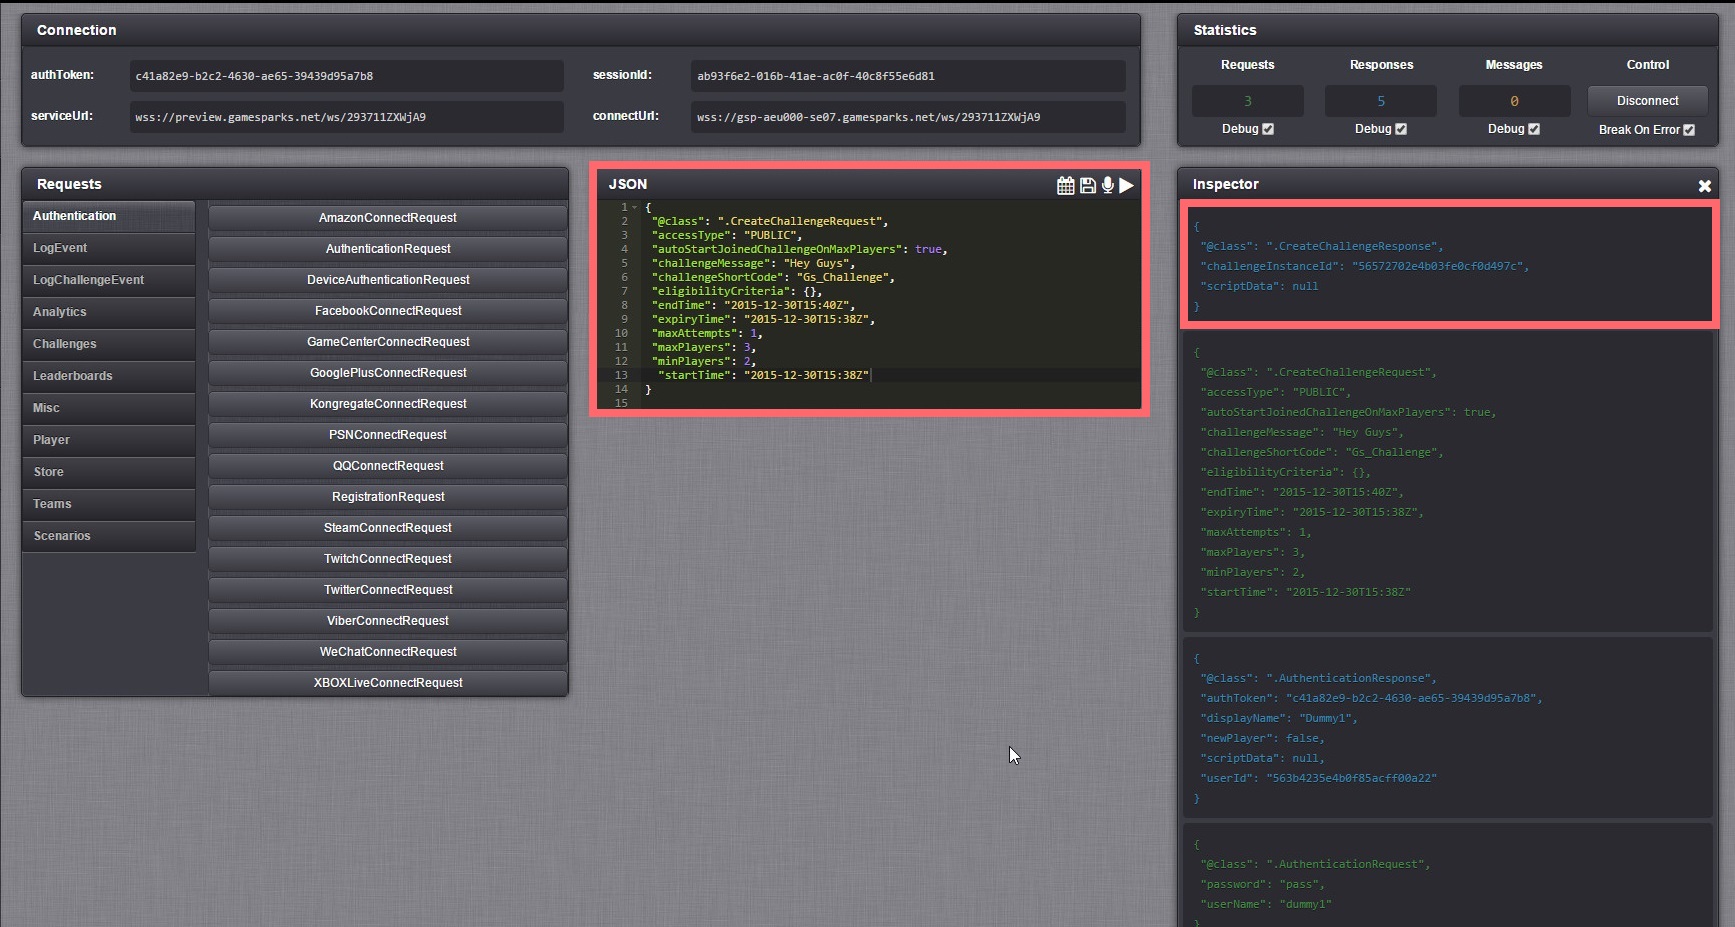 Connection
authToken: c41a82e9-b2c2-4630-ae65-39439d95a7b8 sessionId: ab93f6e2-016b-41ae-ac0f-40c8f55e6d81
serviceUrl: wss://preview.gamesparks.net/ws/293711ZXWjA9 connectUrl: wss://gsp-aeu000-se07.gamesparks.net/ws/293711ZXWjA9
Statistics
Requests Responses Messages Control
3 5 0 Disconnect
Debug Debug Debug Break On Error
Requests
Authentication
LogEvent
LogChallengeEvent
Analytics
Challenges
Leaderboards
Misc
Player
Store
Teams
Scenarios
AmazonConnectRequest
AuthenticationRequest
DeviceAuthenticationRequest
FacebookConnectRequest
GameCenterConnectRequest
GooglePlusConnectRequest
KongregateConnectRequest
PSNConnectRequest
QQConnectRequest
RegistrationRequest
SteamConnectRequest
TwitchConnectRequest
TwitterConnectRequest
ViberConnectRequest
WeChatConnectRequest
XBOXLiveConnectRequest
JSON
1 {
2 "@class": ".CreateChallengeRequest",
3 "accessType": "PUBLIC",
4 "autoStartJoinedChallengeOnMaxPlayers": true,
5 "challengeMessage": "Hey Guys",
6 "challengeShortCode": "Gs_Challenge",
7 "eligibilityCriteria": {},
8 "endTime": "2015-12-30T15:40Z",
9 "expiryTime": "2015-12-30T15:38Z",
10 "maxAttempts": 1,
11 "maxPlayers": 3,
12 "minPlayers": 2,
13 "startTime": "2015-12-30T15:38Z"
14 }
15
Inspector
{
"@class": ".CreateChallengeResponse",
"challengeInstanceId": "56572702e4b03fe0cf0d497c",
"scriptData": null
}
{
"@class": ".CreateChallengeRequest",
"accessType": "PUBLIC",
"autoStartJoinedChallengeOnMaxPlayers": true,
"challengeMessage": "Hey Guys",
"challengeShortCode": "Gs_Challenge",
"eligibilityCriteria": {},
"endTime": "2015-12-30T15:40Z",
"expiryTime": "2015-12-30T15:38Z",
"maxAttempts": 1,
"maxPlayers": 3,
"minPlayers": 2,
"startTime": "2015-12-30T15:38Z"
}
{
"@class": ".AuthenticationResponse",
"authToken": "c41a82e9-b2c2-4630-ae65-39439d95a7b8",
"displayName": "Dummy1",
"newPlayer": false,
"scriptData": null,
"userId": "563b4235e4b0f85acff00a22"
}
{
"@class": ".AuthenticationRequest",
"password": "pass",
"userName": "dummy1"
}